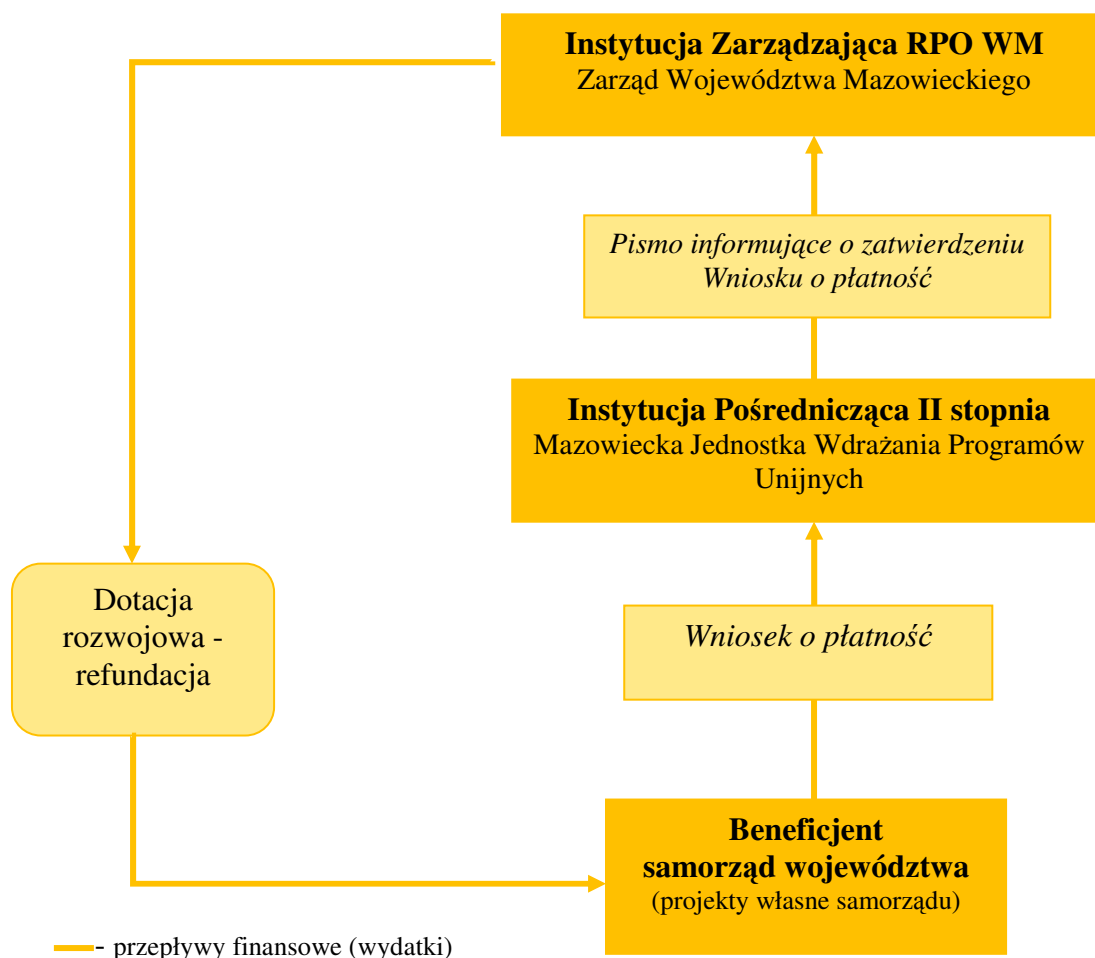 Instytucja Zarządzająca RPO WM
Zarząd Województwa Mazowieckiego
Pismo informujące o zatwierdzeniu
Wniosku o płatność
Instytucja Pośrednicząca II stopnia
Mazowiecka Jednostka Wdrażania Programów
Unijnych
Dotacja
rozwojowa -
refundacja
Wniosek o płatność
Beneficjent
samorząd województwa
(projekty własne samorządu)
- przepływy finansowe (wydatki)